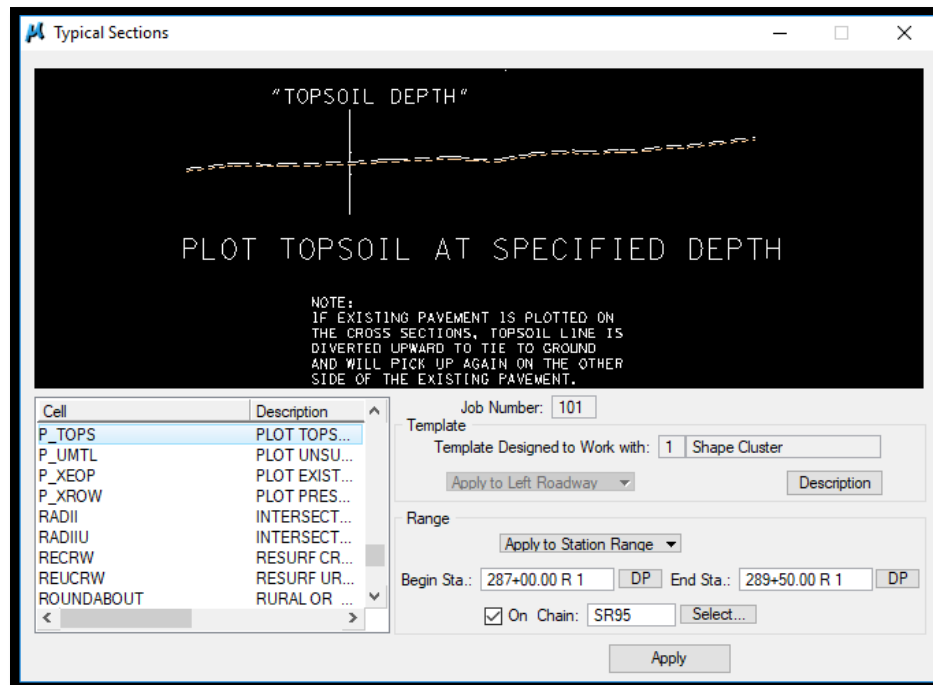 Typical Sections
"TOPSOIL DEPTH"
PLOT TOPSOIL AT SPECIFIED DEPTH
NOTE:
IF EXISTING PAVEMENT IS PLOTTED ON
THE CROSS SECTIONS, TOPSOIL LINE IS
DIVERTED UPWARD TO TIE TO GROUND
AND WILL PICK UP AGAIN ON THE OTHER
SIDE OF THE EXISTING PAVEMENT.
Cell Description
P_TOPS PLOT TOPS...
P_UMTL PLOT UNSU...
P_XEOP PLOT EXIST...
P_XROW PLOT PRES...
RADII INTERSECT...
RADIIU INTERSECT...
RECRW RESURF CR...
REUCRW RESURF UR...
ROUNDABOUT RURAL OR ...
Job Number: 101
Template
Template Designed to Work with: 1 Shape Cluster
Apply to Left Roadway Description
Range
Apply to Station Range
Begin Sta.: 287+00.00 R 1 DP End Sta.: 289+50.00 R 1 DP
On Chain: SR95 Select...
Apply